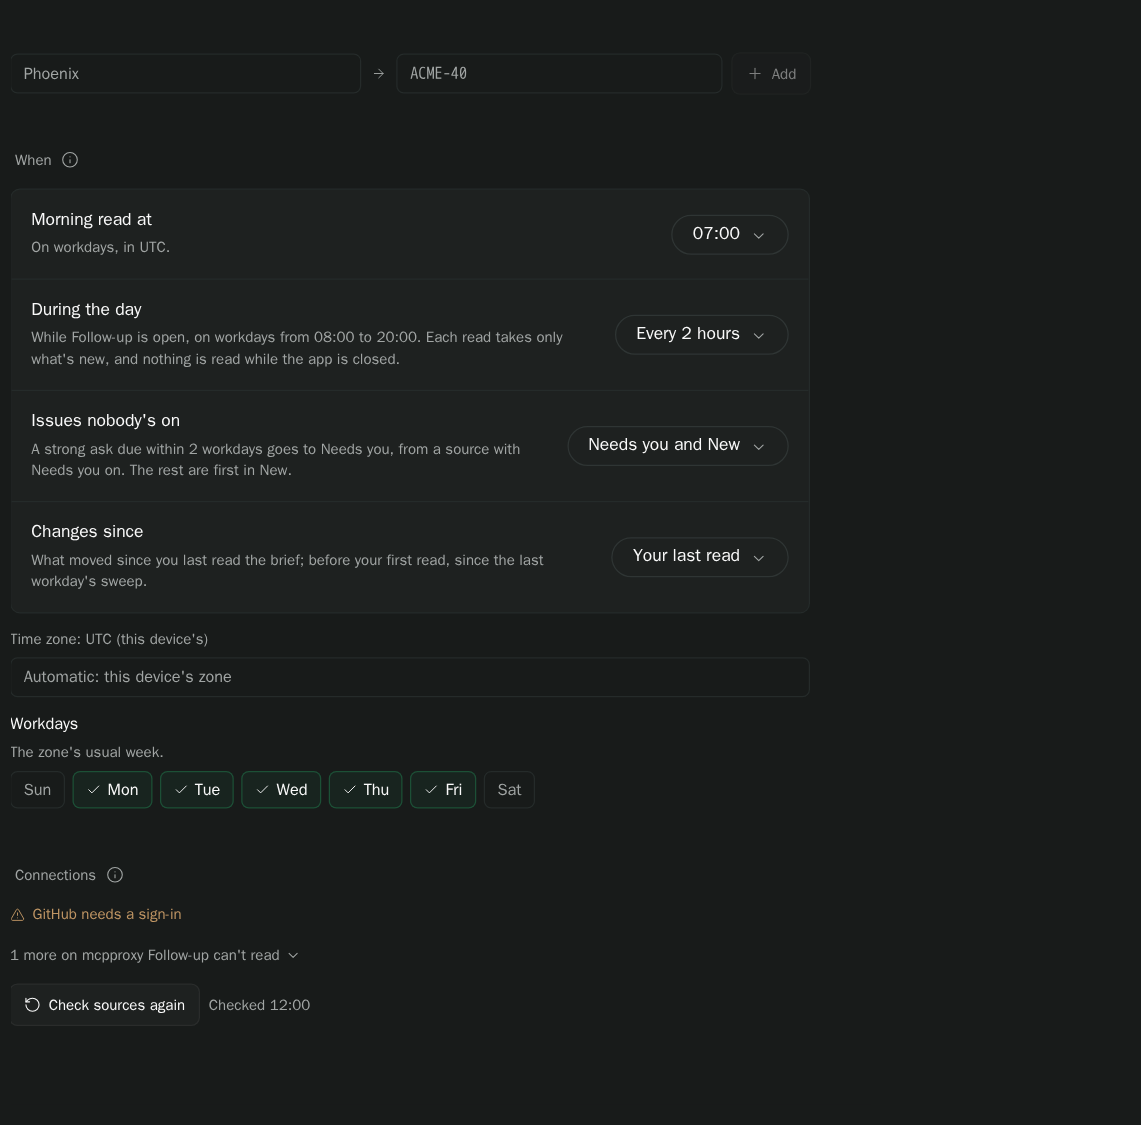 Phoenix → ACME-40 + Add
When
Morning read at
On workdays, in UTC.
07:00
During the day
While Follow-up is open, on workdays from 08:00 to 20:00. Each read takes only
what's new, and nothing is read while the app is closed.
Every 2 hours
Issues nobody's on
A strong ask due within 2 workdays goes to Needs you, from a source with
Needs you on. The rest are first in New.
Needs you and New
Changes since
What moved since you last read the brief; before your first read, since the last
workday's sweep.
Your last read
Time zone: UTC (this device's)
Automatic: this device's zone
Workdays
The zone's usual week.
Sun Mon Tue Wed Thu Fri Sat
Connections
GitHub needs a sign-in
1 more on mcpproxy Follow-up can't read
Check sources again Checked 12:00